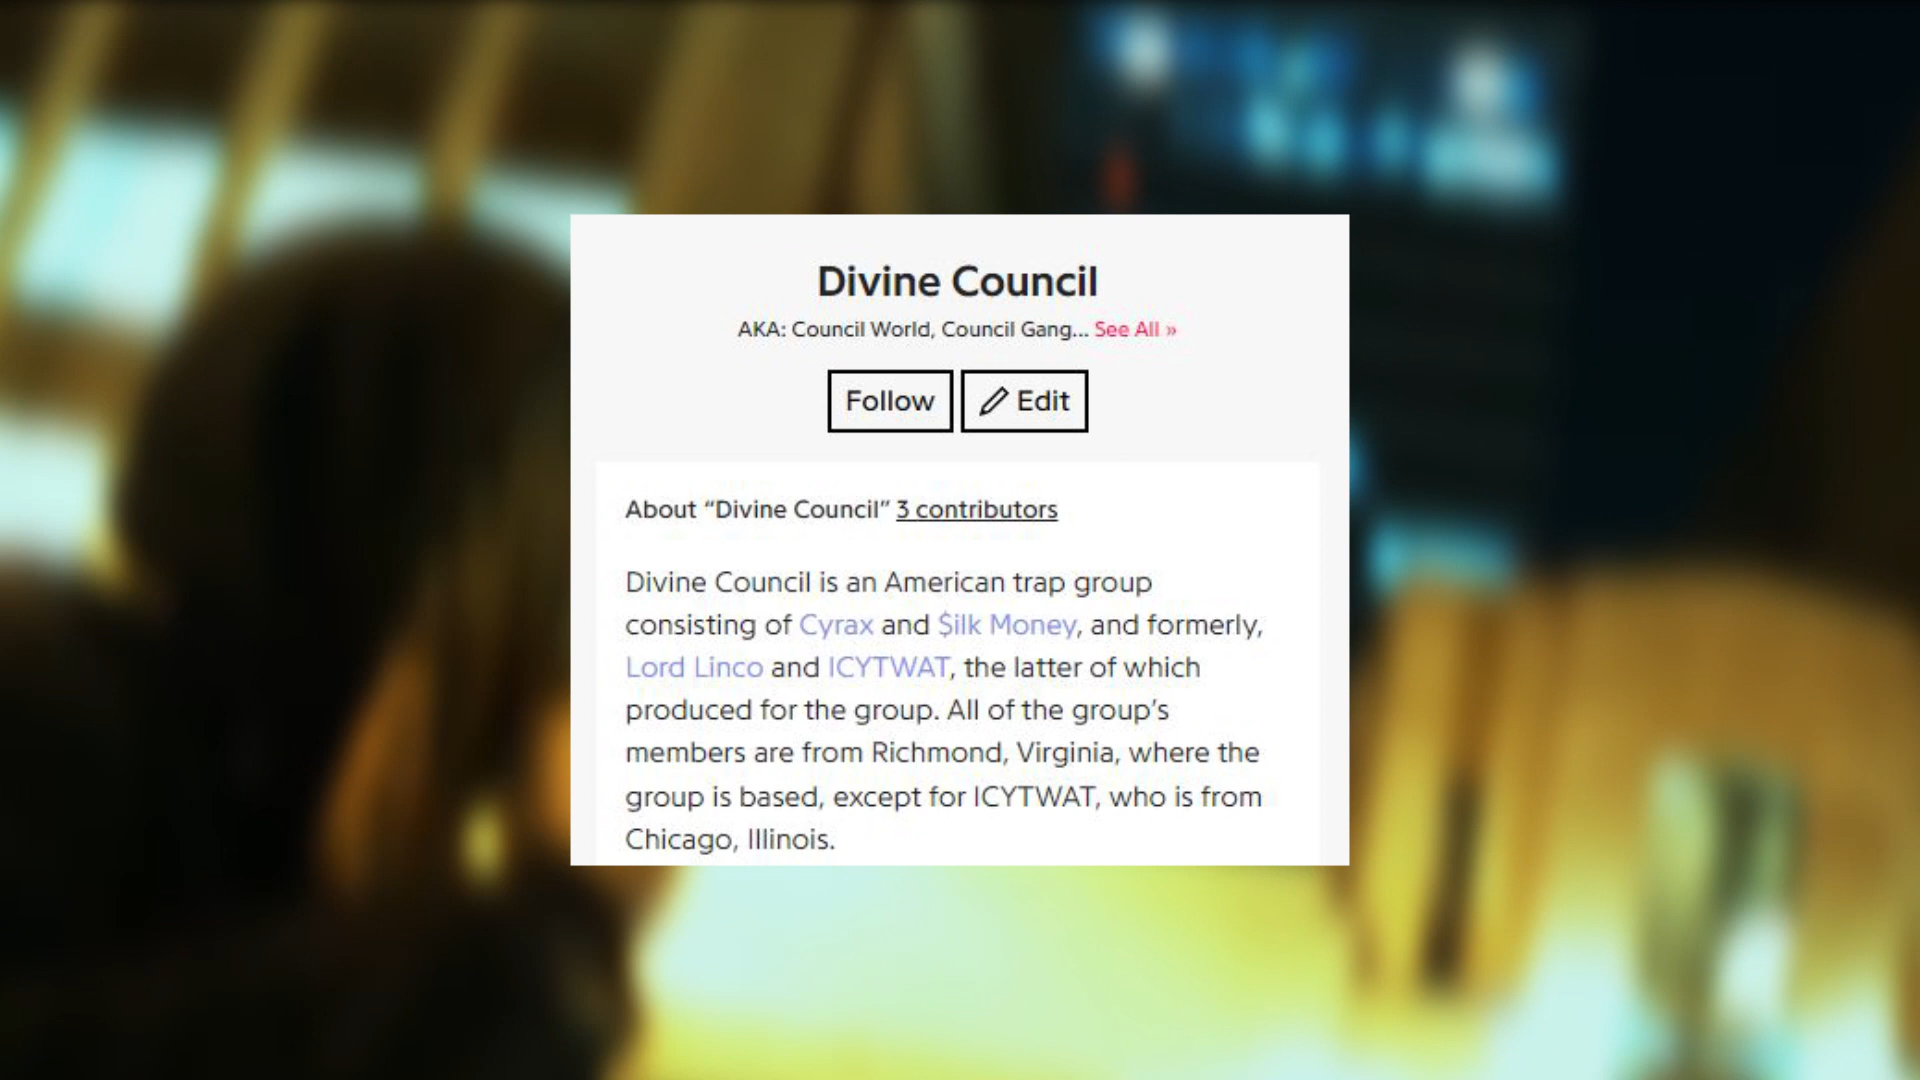 Divine Council
AKA: Council World, Council Gang... See All »
Follow
Edit
About “Divine Council” 3 contributors
Divine Council is an American trap group
consisting of Cyrax and $ilk Money, and formerly,
Lord Linco and ICYTWAT, the latter of which
produced for the group. All of the group’s
members are from Richmond, Virginia, where the
group is based, except for ICYTWAT, who is from
Chicago, Illinois.